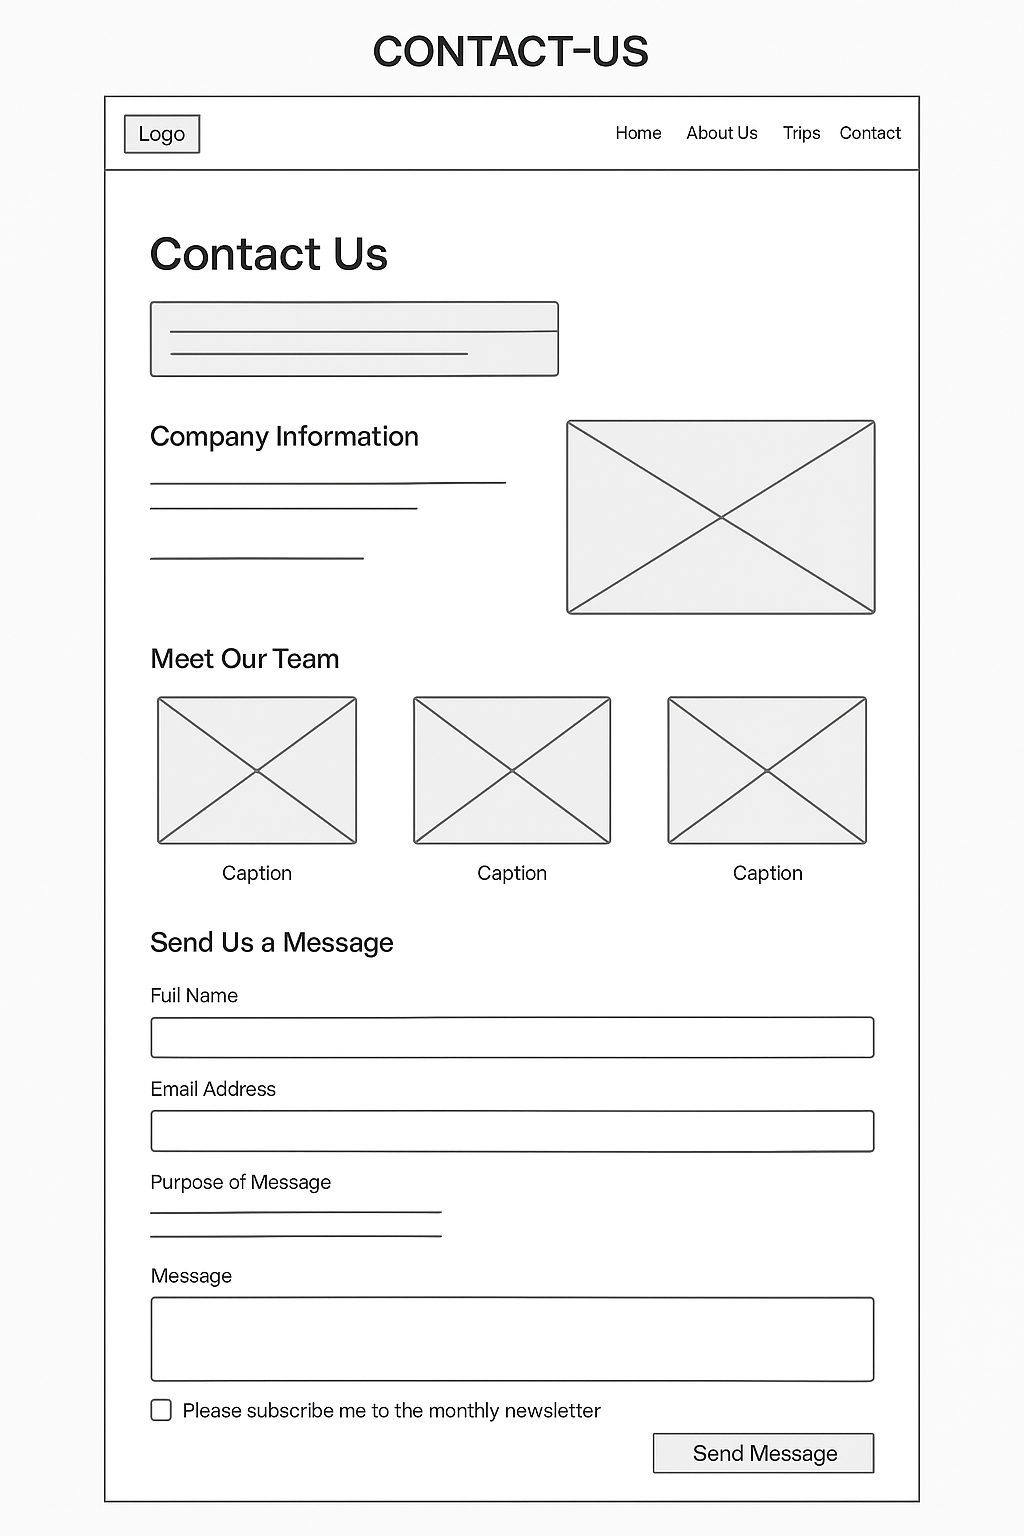 CONTACT-US
Logo
Home About Us Trips Contact
Contact Us
Company Information
Meet Our Team
Caption Caption Caption
Send Us a Message
Fuil Name
Email Address
Purpose of Message
Message
Please subscribe me to the monthly newsletter
Send Message